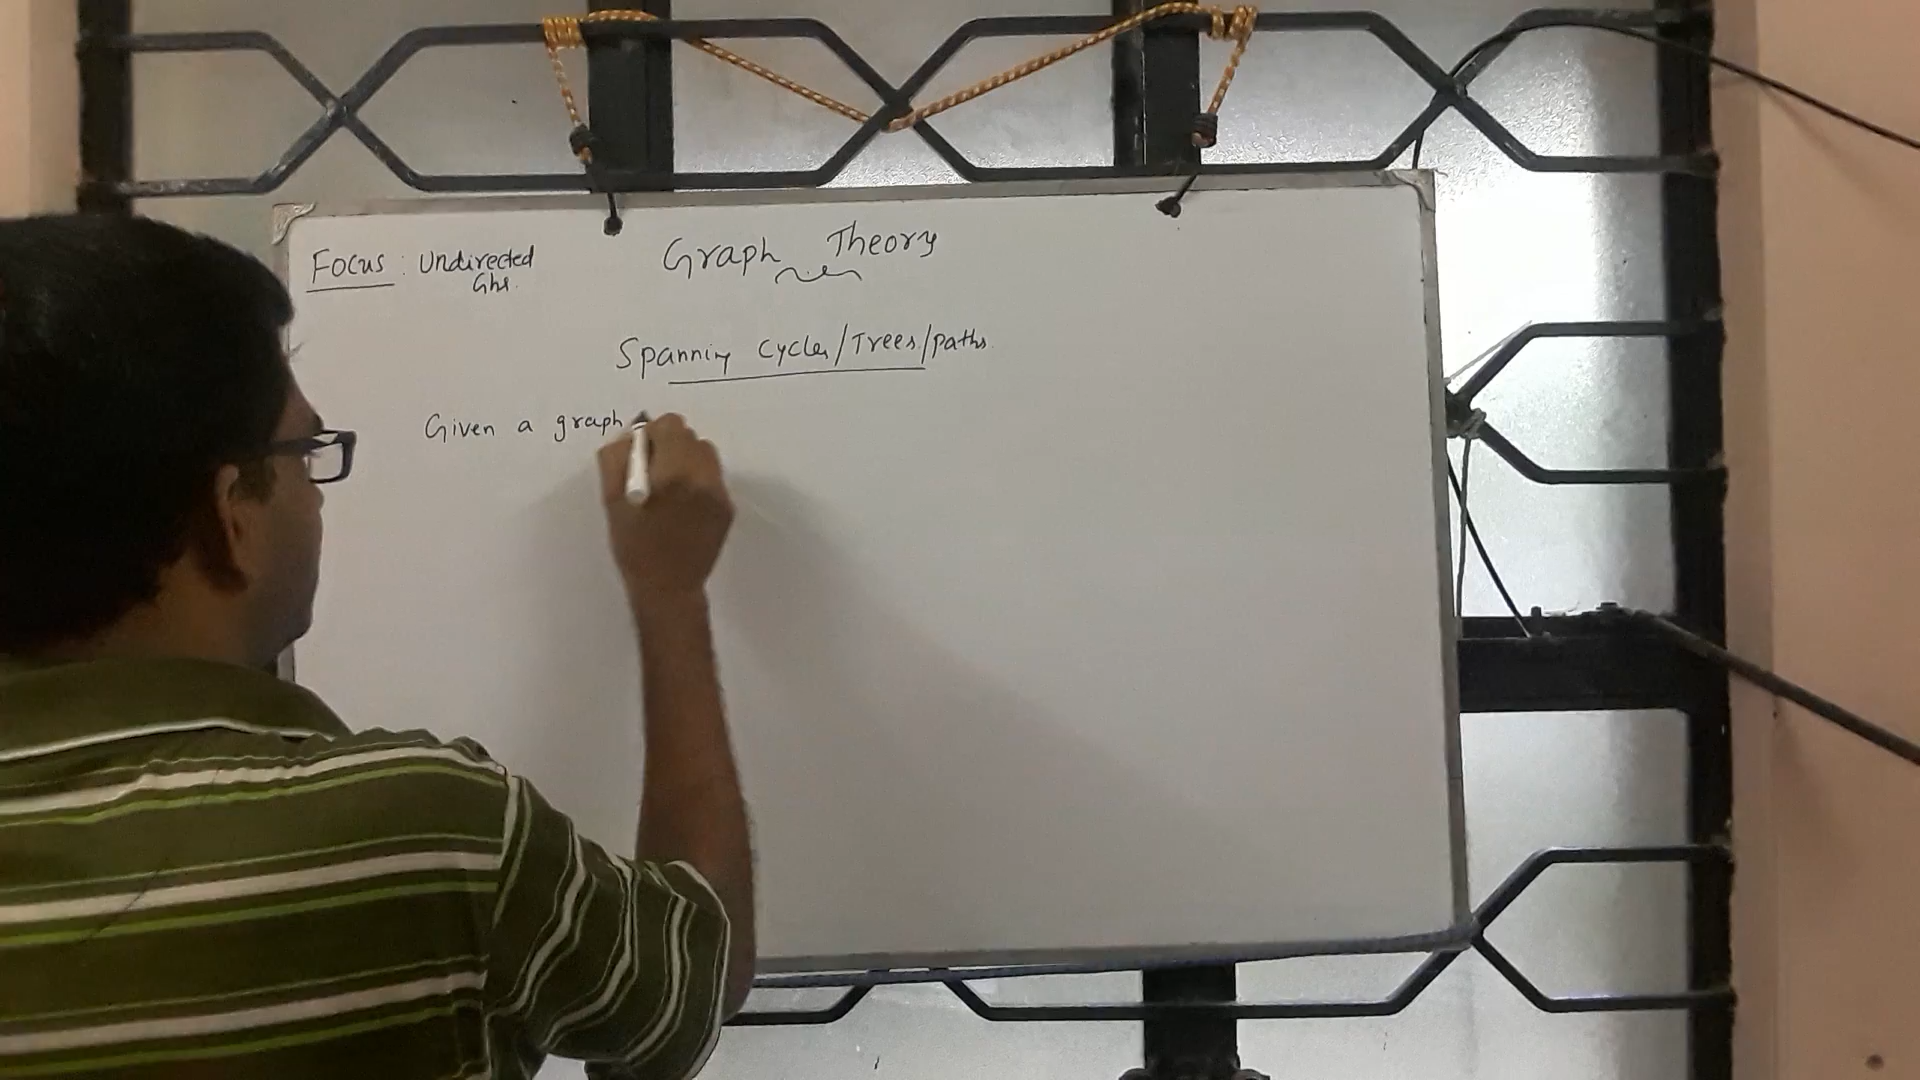 Graph Theory
Focus : Undirected
Ghs.
Spanning Cycles/Trees/paths.
Given a graph